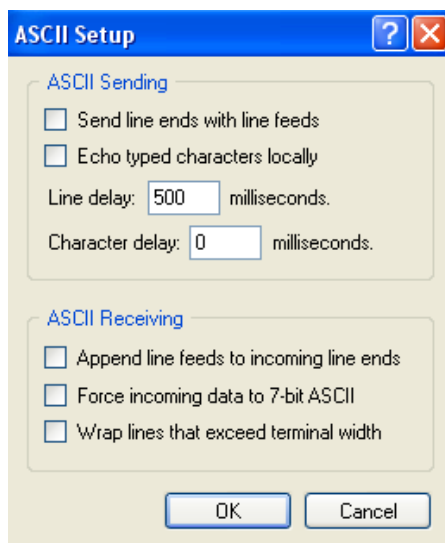 ASCII Setup
?
ASCII Sending
Send line ends with line feeds
Echo typed characters locally
Line delay: 500 milliseconds.
Character delay: 0 milliseconds.
ASCII Receiving
Append line feeds to incoming line ends
Force incoming data to 7-bit ASCII
Wrap lines that exceed terminal width
OK Cancel